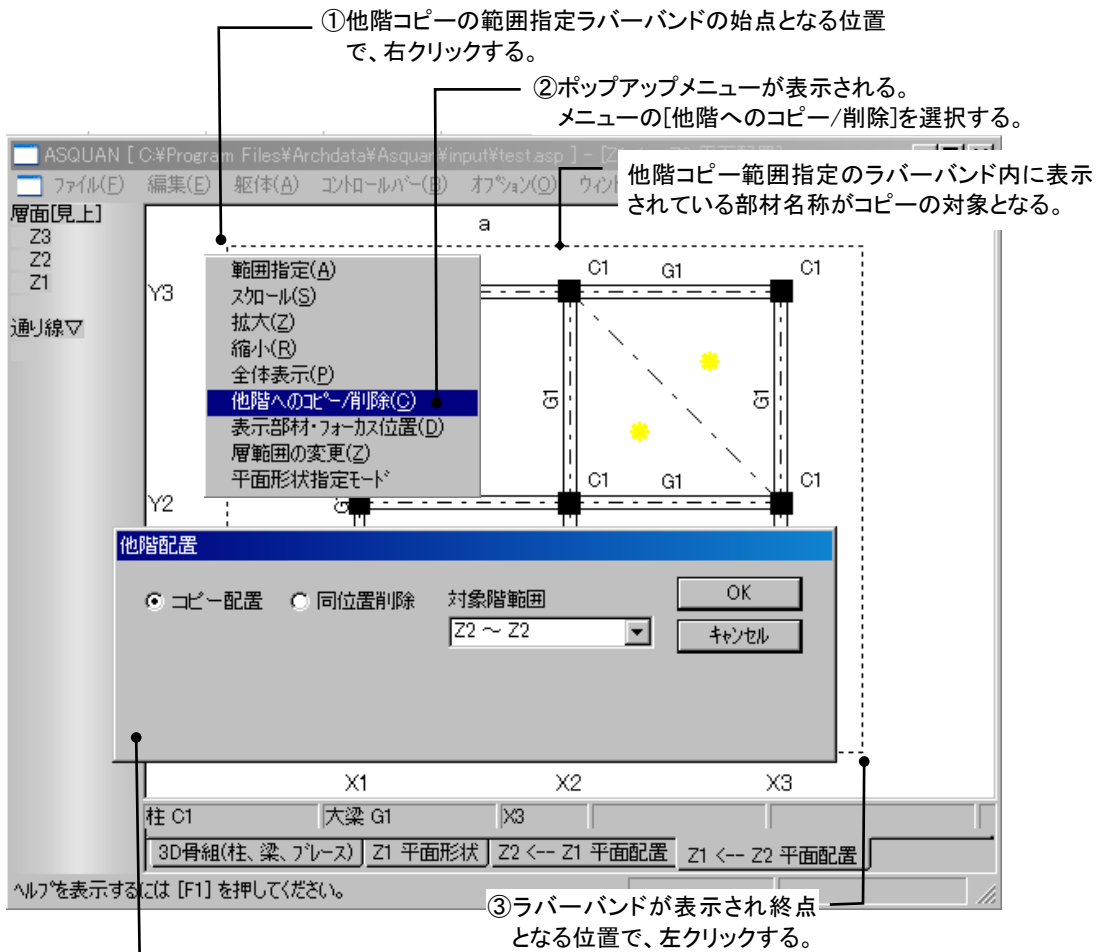 ①他階コピーの範囲指定ラバーバンドの始点となる位置
で、右クリックする。
②ポップアップメニューが表示される。
メニューの[他階へのコピー/削除]を選択する。
ASQUAN [ C:¥Program Files¥Archdata¥Asquan¥input¥test.asp ] - 
他階コピー範囲指定のラバーバンド内に表示
されている部材名称がコピーの対象となる。
ファイル(F) 編集(E) 躯体(A) コントロールバー(B) オプション(O)
層面[見上]
Z3
Z2
Z1
通り線▽
a
C1 G1 C1
Y3
範囲指定(A)
スクロール(S)
拡大(Z)
縮小(R)
全体表示(P)
他階へのコピー/削除(C)
表示部材・フォーカス位置(D)
層範囲の変更(Z)
平面形状指定モード
G1 G1
C1 G1 C1
Y2
他階配置
コピー配置 同位置削除 対象階範囲 OK
Z2 ～ Z2 キャンセル
X1 X2 X3
柱 C1 大梁 G1 X3
3D骨組(柱、梁、ブレース) Z1 平面形状 Z2 <-- Z1 平面配置 Z1 <-- Z2 平面配置
ヘルプを表示するには [F1] を押してください。
③ラバーバンドが表示され終点
となる位置で、左クリックする。